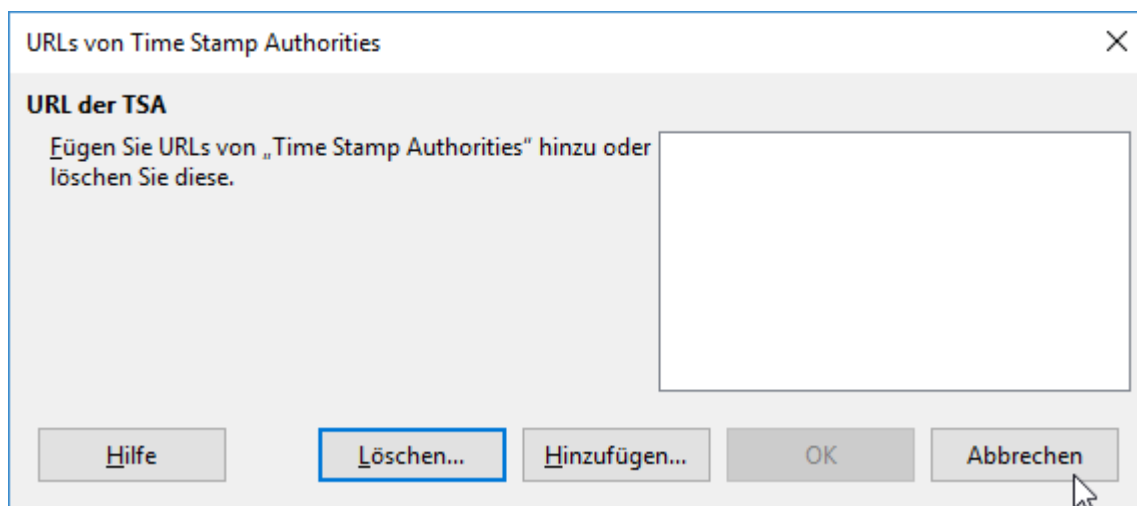 URLs von Time Stamp Authorities
URL der TSA
Fügen Sie URLs von „Time Stamp Authorities“ hinzu oder
löschen Sie diese.
Hilfe
Löschen...
Hinzufügen...
OK
Abbrechen